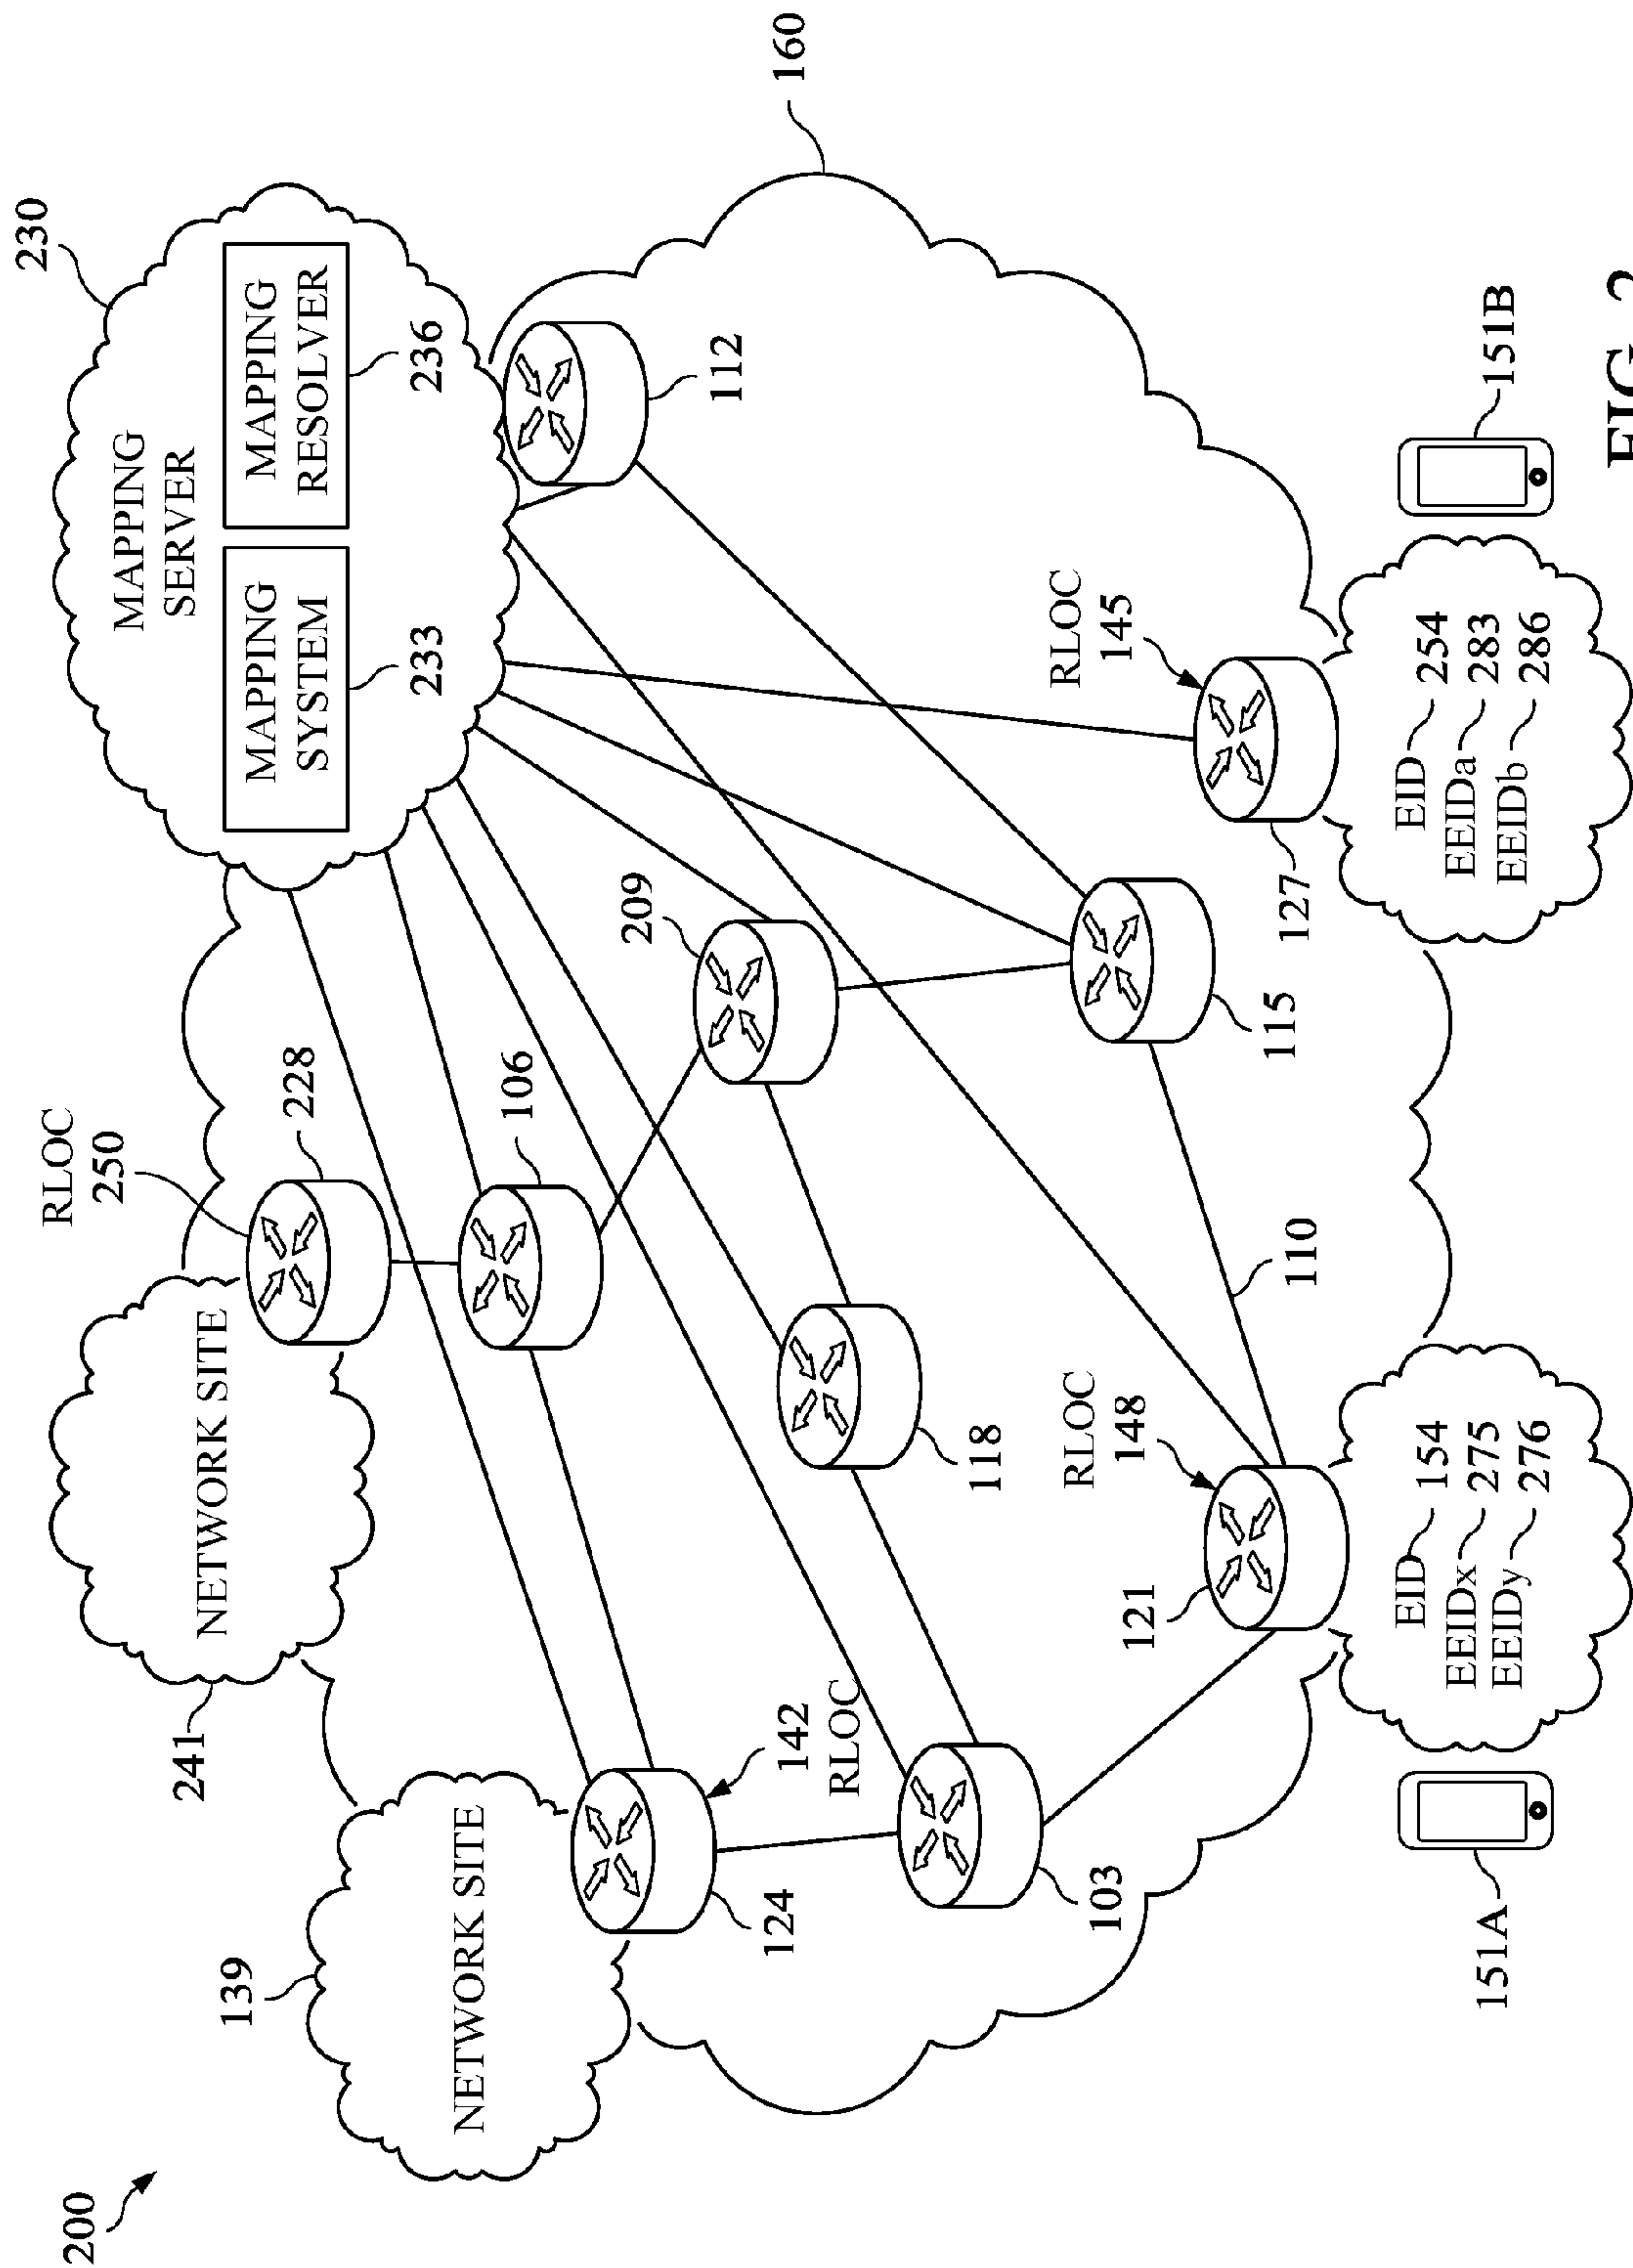 200
139
NETWORK SITE
241
NETWORK SITE
RLOC
250
228
230
MAPPING
SERVER
MAPPING
SYSTEM
233
MAPPING
RESOLVER
236
124
142
RLOC
106
209
112
160
103
118
121
RLOC
148
110
115
127
RLOC
145
151A
EID 154
EEIDx 275
EEIDy 276
EID 254
EEIDa 283
EEIDb 286
151B
FIG. 2